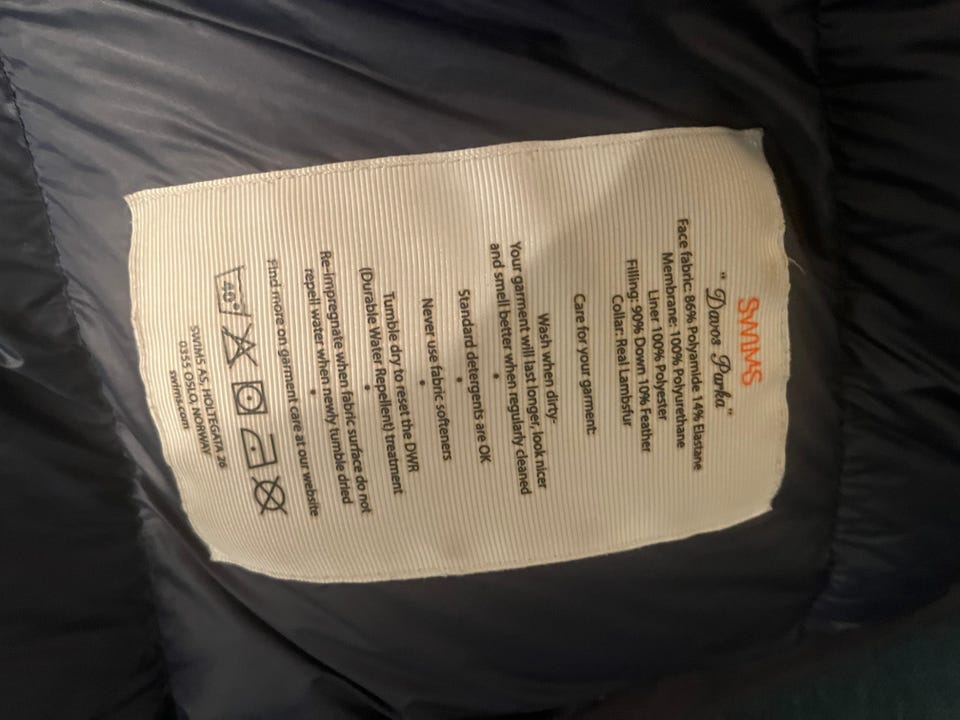 SWIMS
"Davos Parka"
Face fabric: 86% Polyamide 14% Elastane
Membrane: 100% Polyurethane
Liner 100% Polyester
Filling: 90% Down 10% Feather
Collar: Real Lambsfur
Care for your garment:
Wash when dirty-
Your garment will last longer, look nicer
and smell better when regularly cleaned
•
Standard detergents are OK
•
Never use fabric softeners
•
Tumble dry to reset the DWR
(Durable Water Repellent) treatment
•
Re-impregnate when fabric surface do not
repell water when newly tumble dried
•
Find more on garment care at our website
40°
SWIMS AS, HOLTEGATA 26
0355 OSLO, NORWAY
swims.com